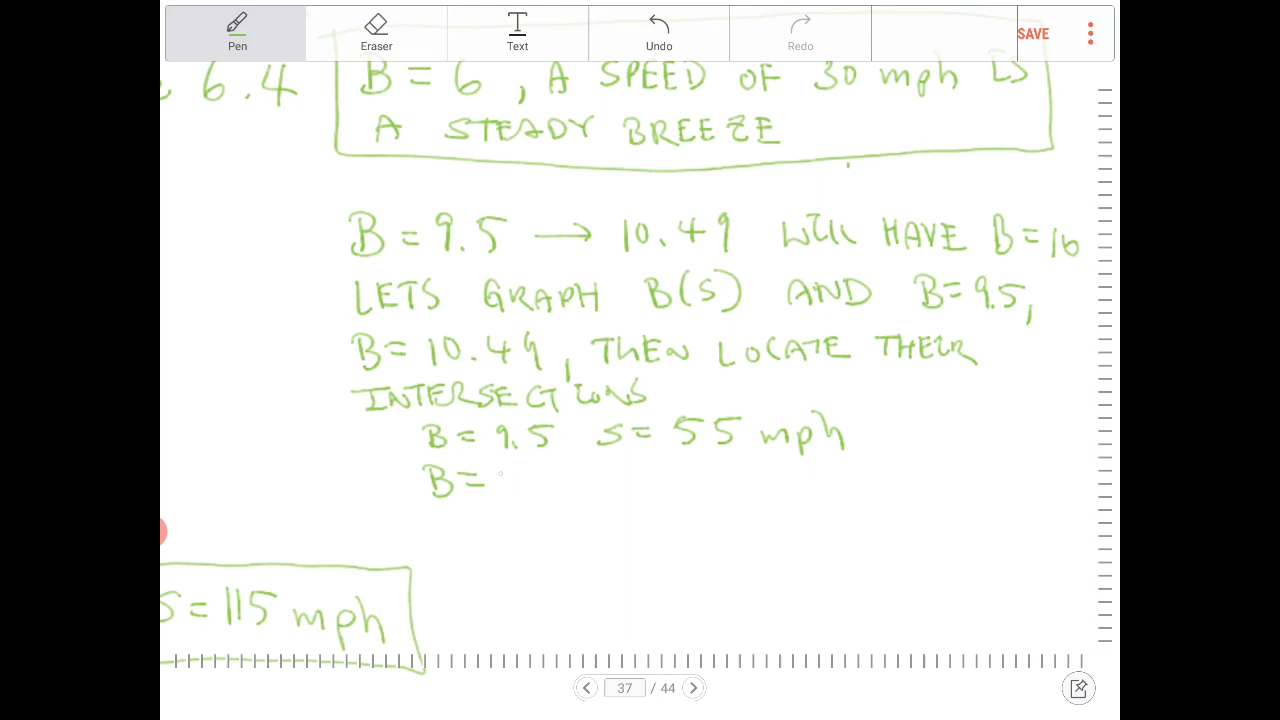 Pen
Eraser
Text
Undo
Redo
SAVE
6.4
B = 6 , A SPEED OF 30 mph IS
A STEADY BREEZE
B = 9.5 → 10.49 WILL HAVE B = 10
LETS GRAPH B(S) AND B = 9.5,
B = 10.49, THEN LOCATE THEIR
INTERSECTIONS
B = 9.5 S = 55 mph
B =
S = 115 mph
37 / 44